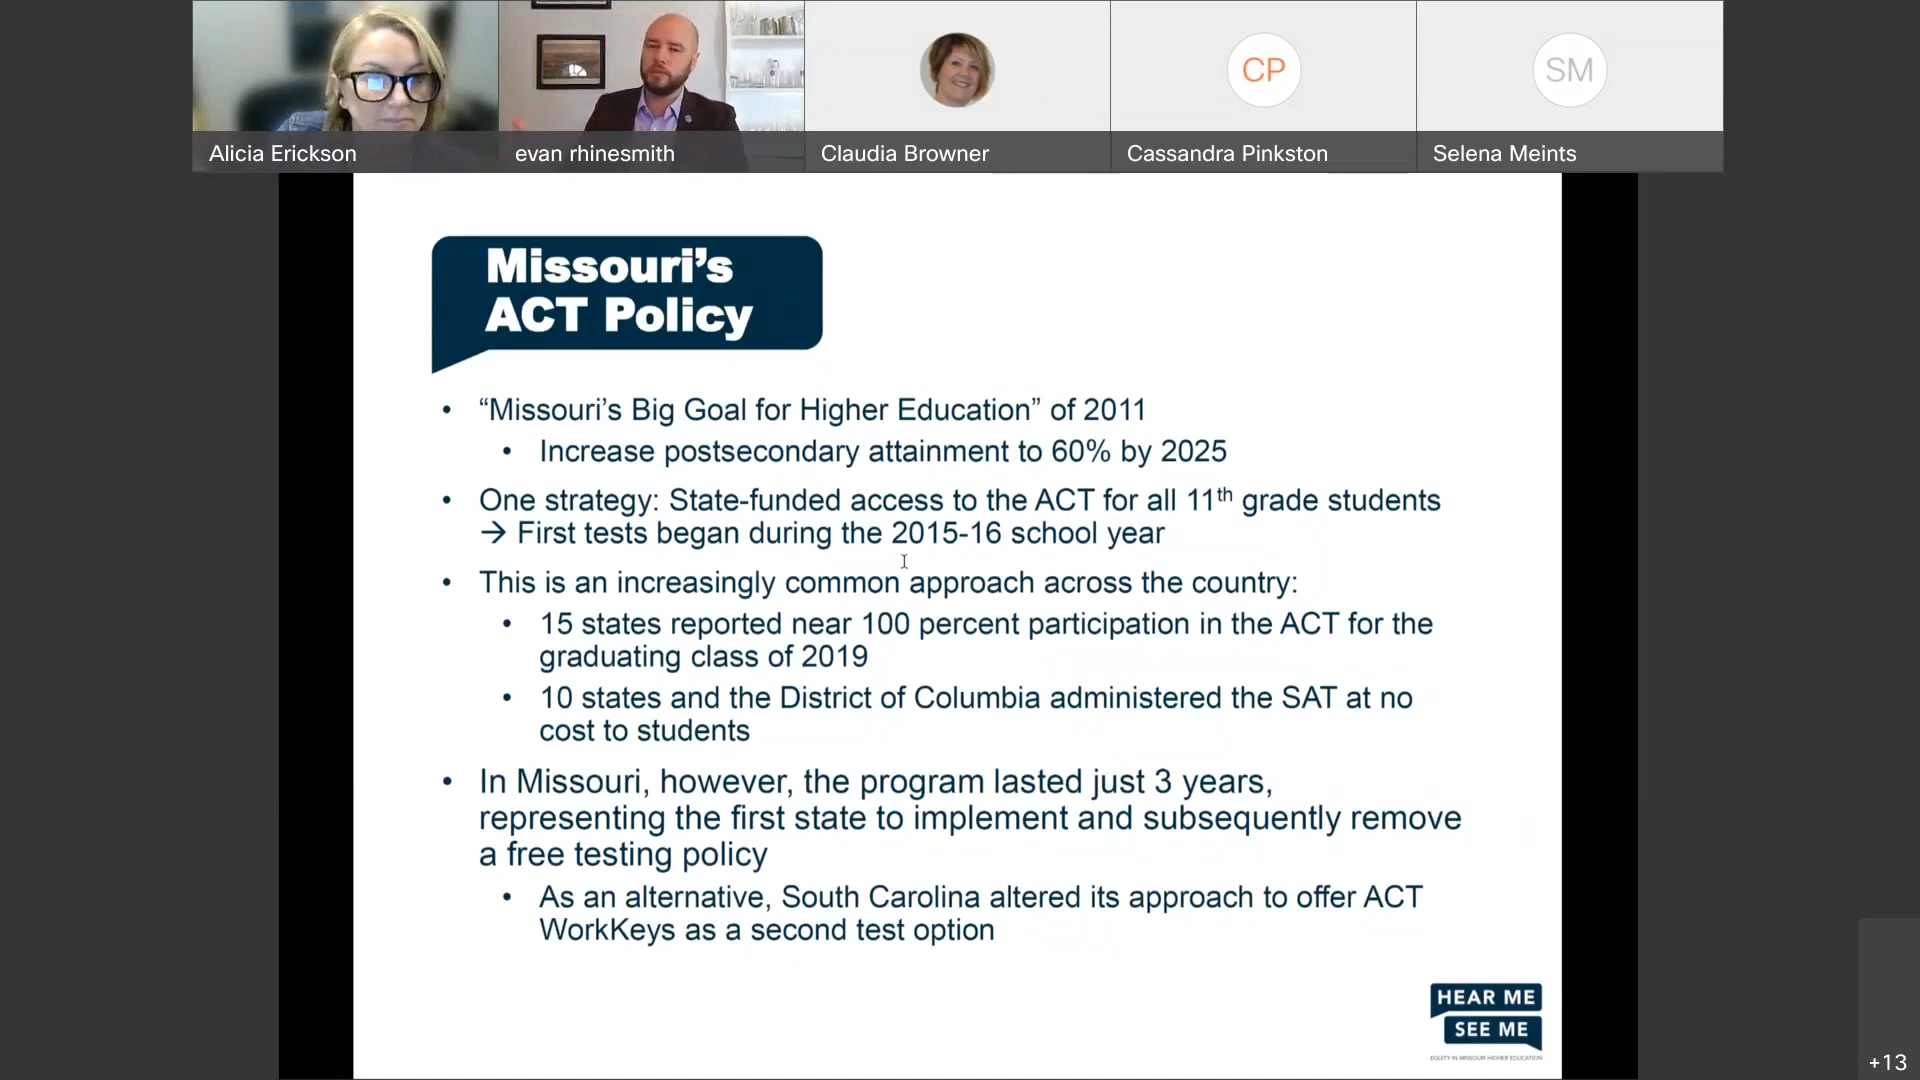 Alicia Erickson
evan rhinesmith
Claudia Browner
CP
Cassandra Pinkston
SM
Selena Meints
Missouri’s
ACT Policy
• “Missouri’s Big Goal for Higher Education” of 2011
• Increase postsecondary attainment to 60% by 2025
• One strategy: State-funded access to the ACT for all 11th grade students
→ First tests began during the 2015-16 school year
• This is an increasingly common approach across the country:
• 15 states reported near 100 percent participation in the ACT for the
graduating class of 2019
• 10 states and the District of Columbia administered the SAT at no
cost to students
• In Missouri, however, the program lasted just 3 years,
representing the first state to implement and subsequently remove
a free testing policy
• As an alternative, South Carolina altered its approach to offer ACT
WorkKeys as a second test option
HEAR ME
SEE ME
EQUITY IN MISSOURI HIGHER EDUCATION
+13